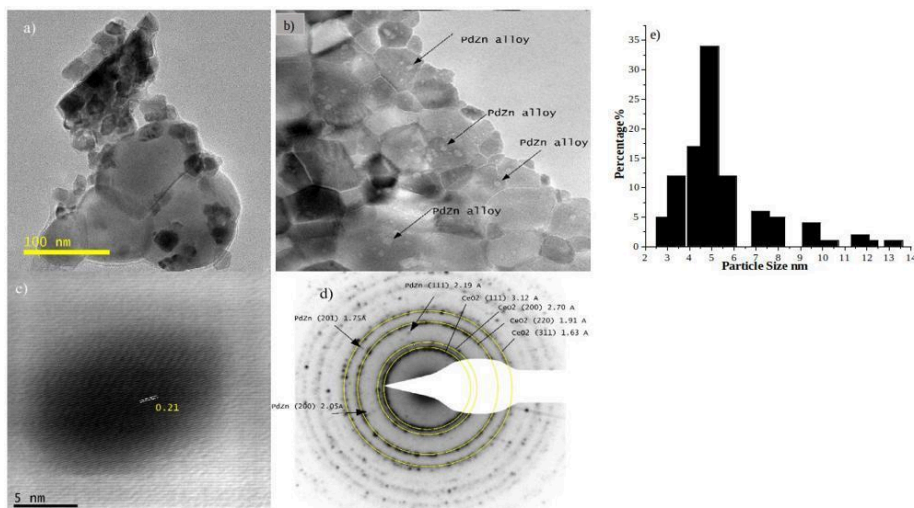 a)
100 nm
b)
PdZn alloy
PdZn alloy
PdZn alloy
PdZn alloy
c)
0.21
5 nm
d)
PdZn (111) 2.19 A
CeO2 (111) 3.12 A
CeO2 (200) 2.70 A
PdZn (201) 1.75A
CeO2 (220) 1.91 A
CeO2 (311) 1.63 A
PdZn (200) 2.05A
e)
Percentage%
35
30
25
20
15
10
5
0
2 3 4 5 6 7 8 9 10 11 12 13 14
Particle Size nm